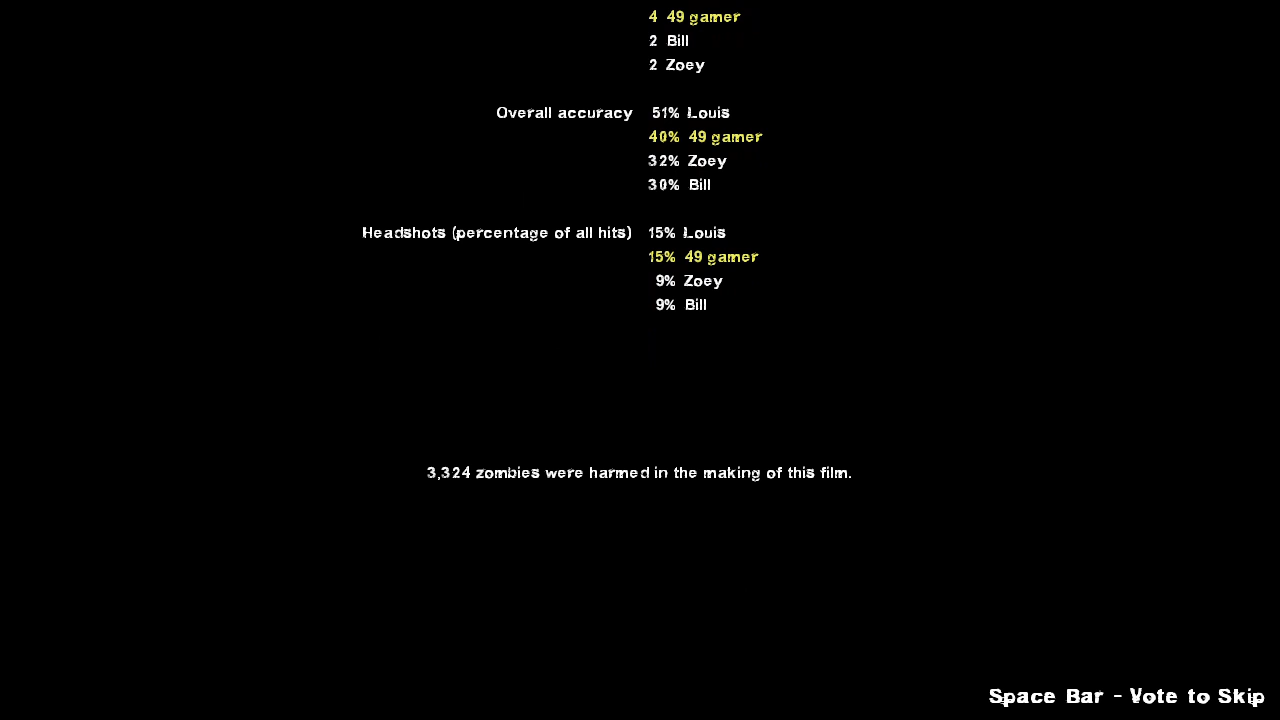 4 49 gamer
2 Bill
2 Zoey
Overall accuracy 51% Louis
40% 49 gamer
32% Zoey
30% Bill
Headshots (percentage of all hits) 15% Louis
15% 49 gamer
9% Zoey
9% Bill
3,324 zombies were harmed in the making of this film.
Space Bar - Vote to Skip